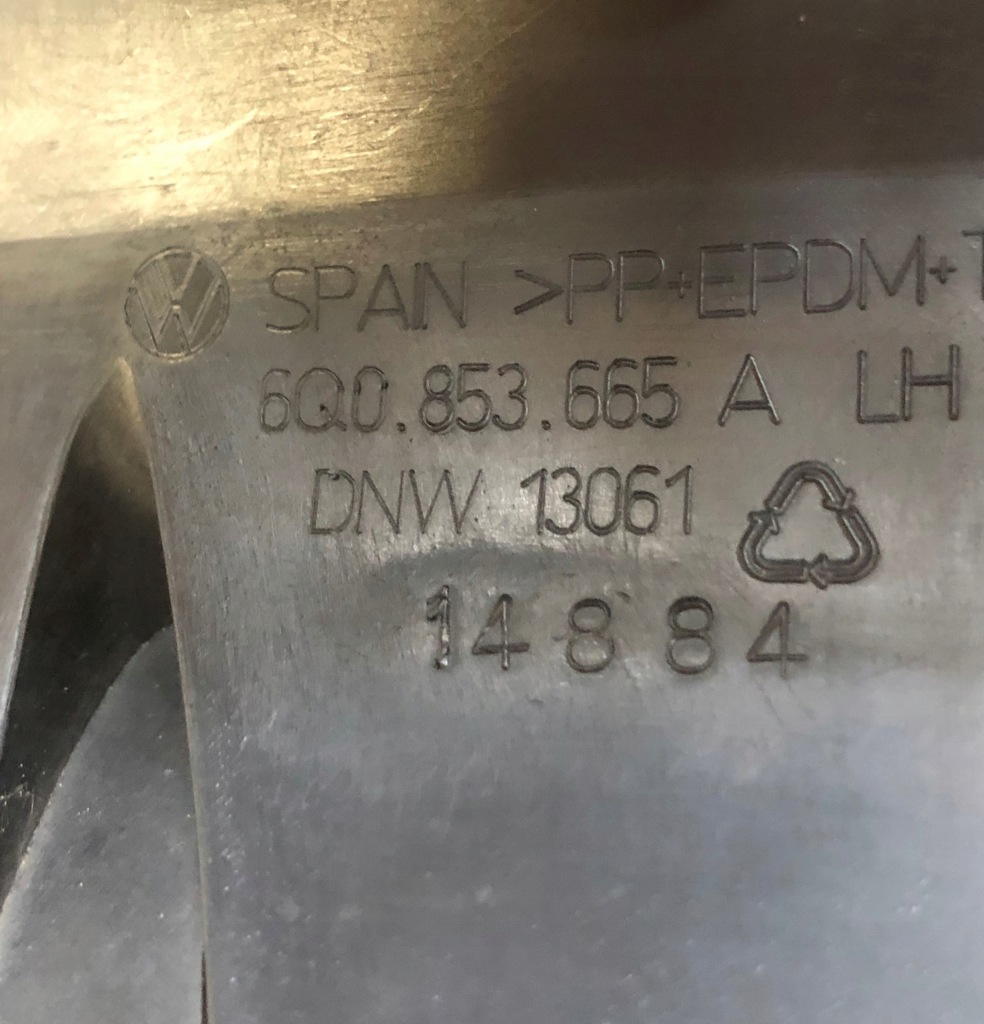 SPAIN >PP+EPDM+T
6Q0.853.665 A LH
DNW 13061
14884